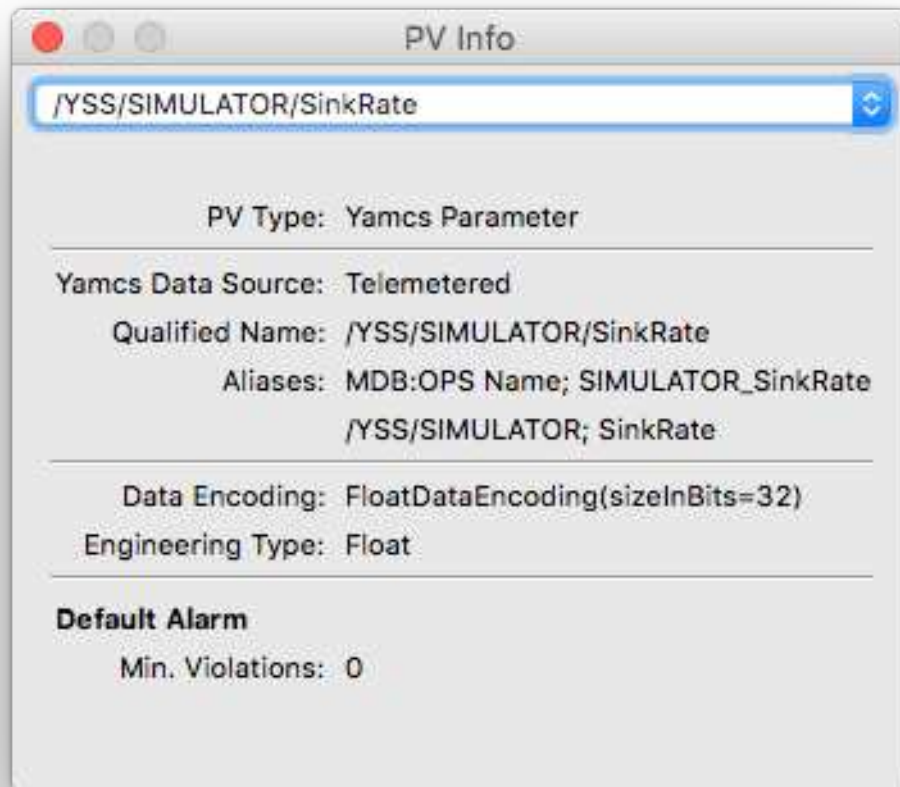 PV Info
/YSS/SIMULATOR/SinkRate
PV Type: Yamcs Parameter
Yamcs Data Source: Telemetered
Qualified Name: /YSS/SIMULATOR/SinkRate
Aliases: MDB:OPS Name; SIMULATOR_SinkRate
/YSS/SIMULATOR; SinkRate
Data Encoding: FloatDataEncoding(sizeInBits=32)
Engineering Type: Float
Default Alarm
Min. Violations: 0